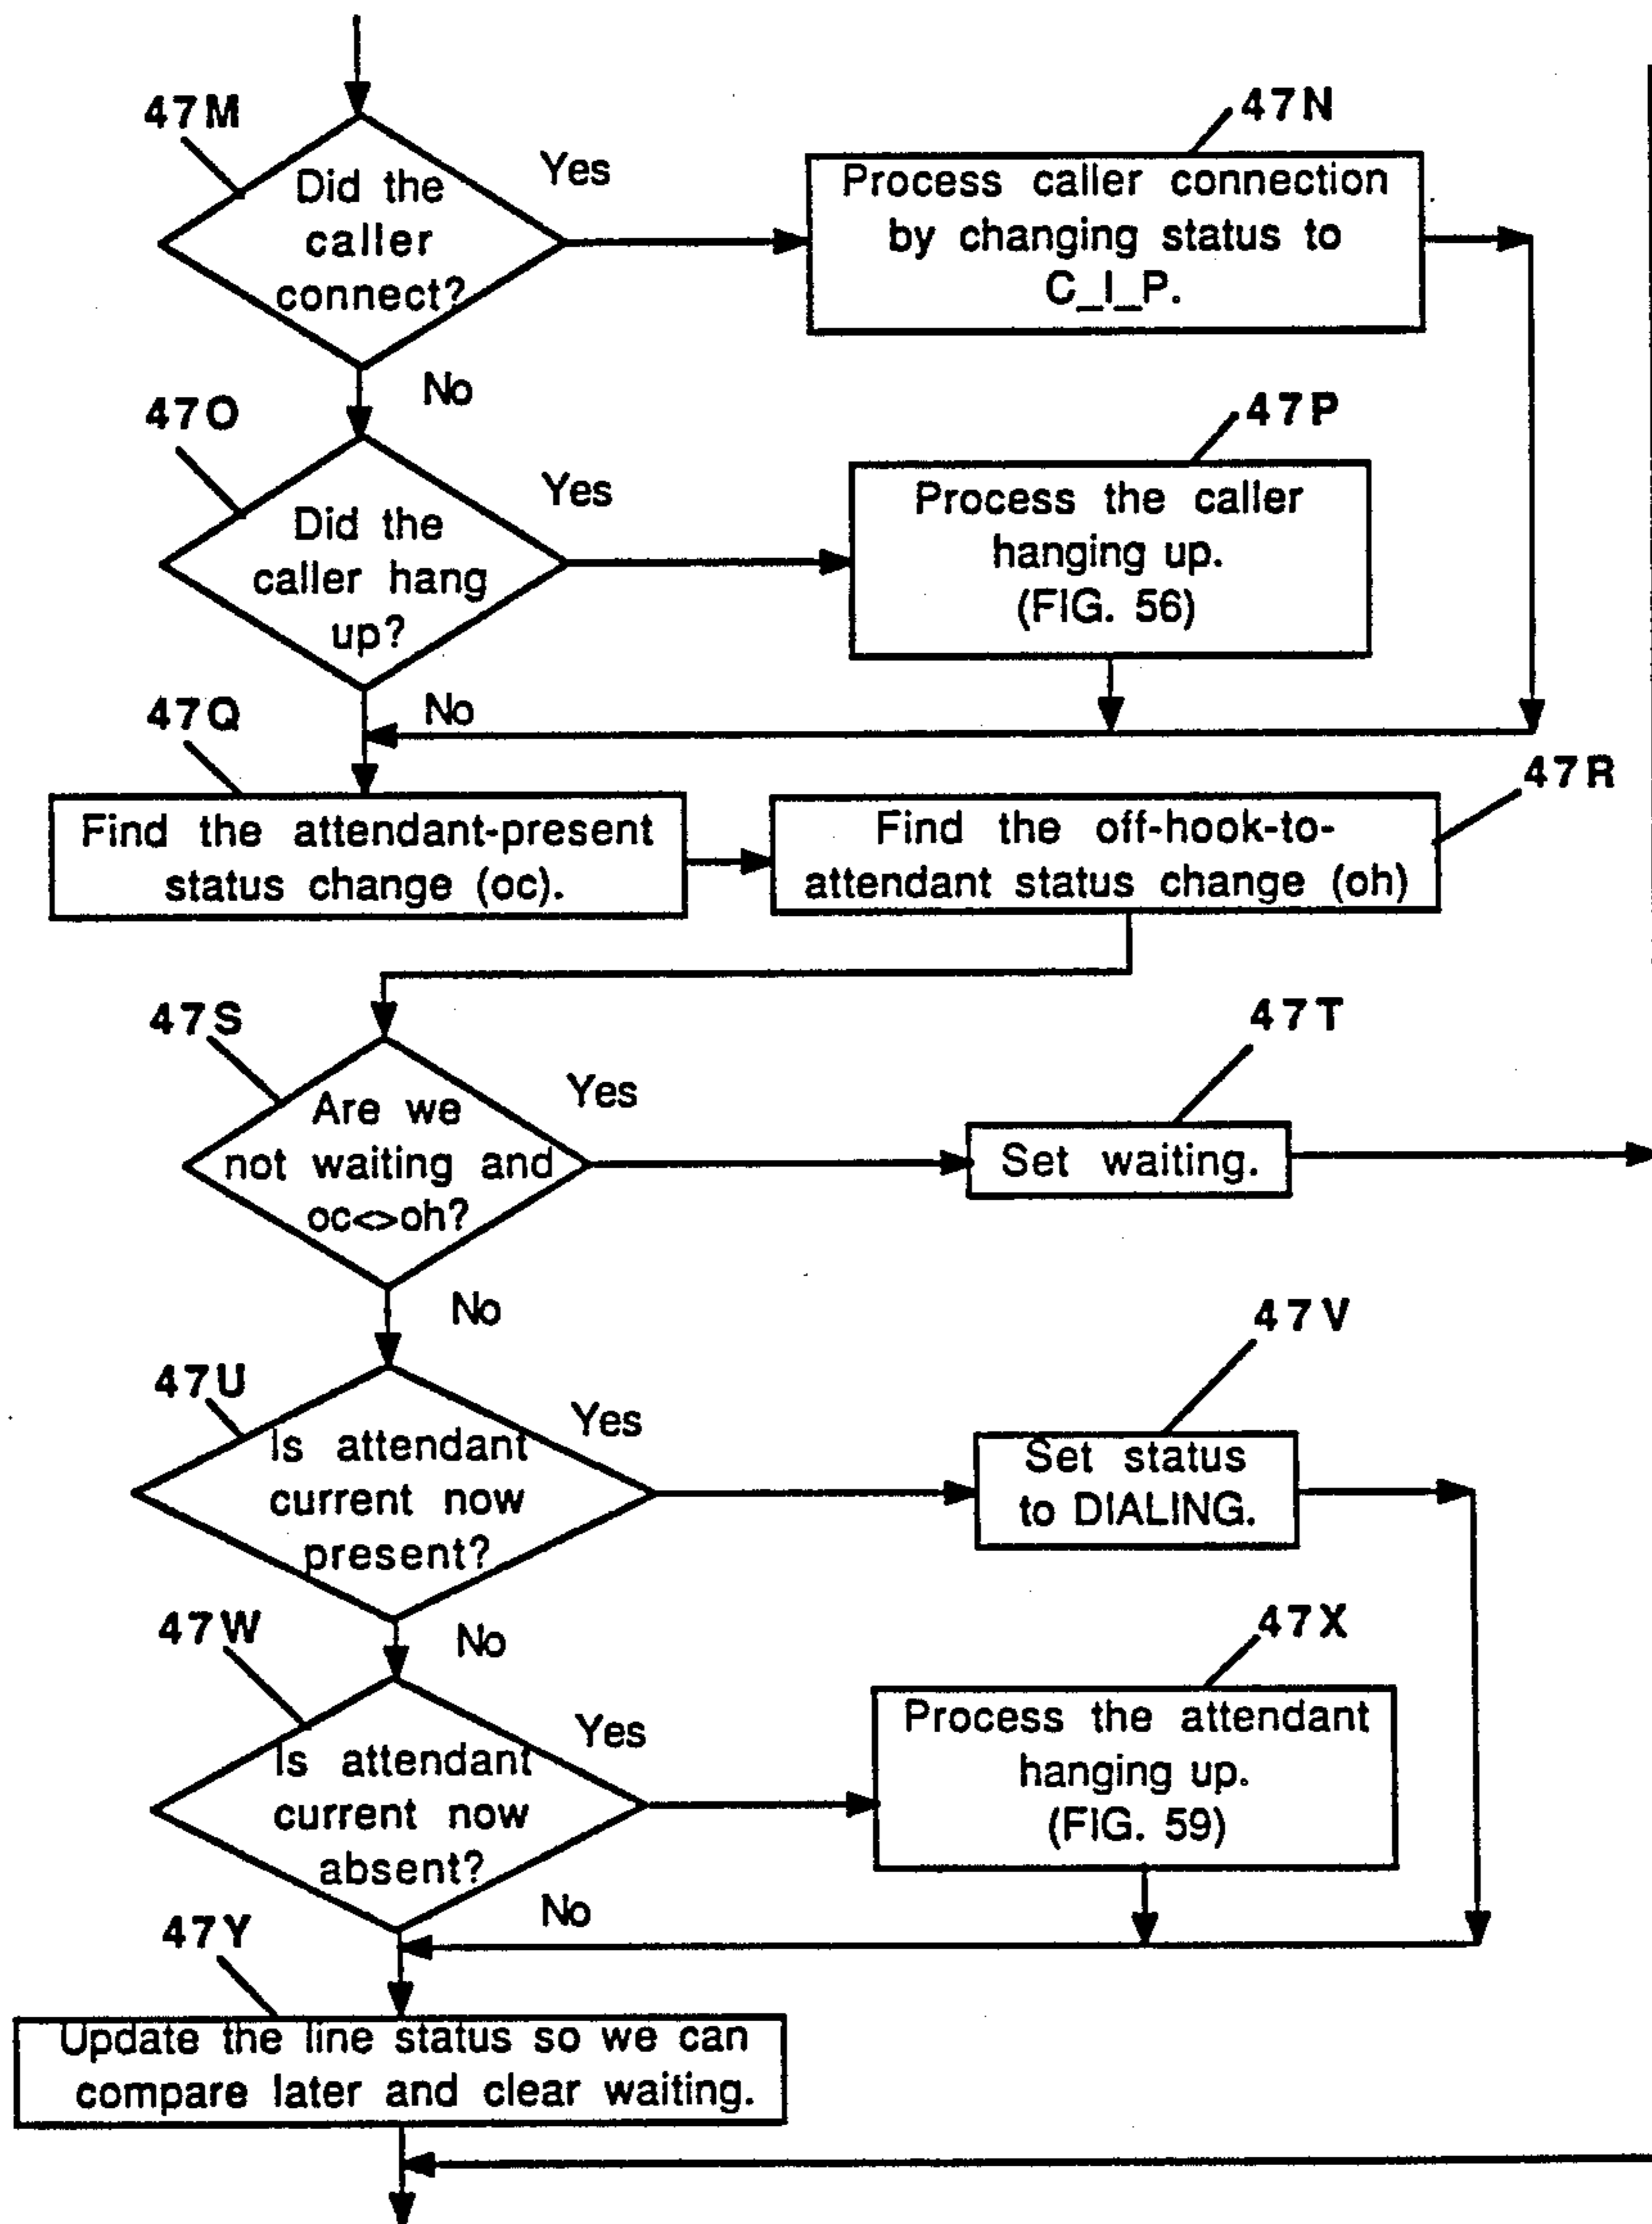 47M
Did the
caller
connect?
Yes
47N
Process caller connection
by changing status to
C_I_P.
No
47O
Did the
caller hang
up?
Yes
47P
Process the caller
hanging up.
(FIG. 56)
No
47Q
Find the attendant-present
status change (oc).
47R
Find the off-hook-to-
attendant status change (oh)
47S
Are we
not waiting and
oc<>oh?
Yes
47T
Set waiting.
No
47U
Is attendant
current now
present?
Yes
47V
Set status
to DIALING.
No
47W
Is attendant
current now
absent?
Yes
47X
Process the attendant
hanging up.
(FIG. 59)
No
47Y
Update the line status so we can
compare later and clear waiting.